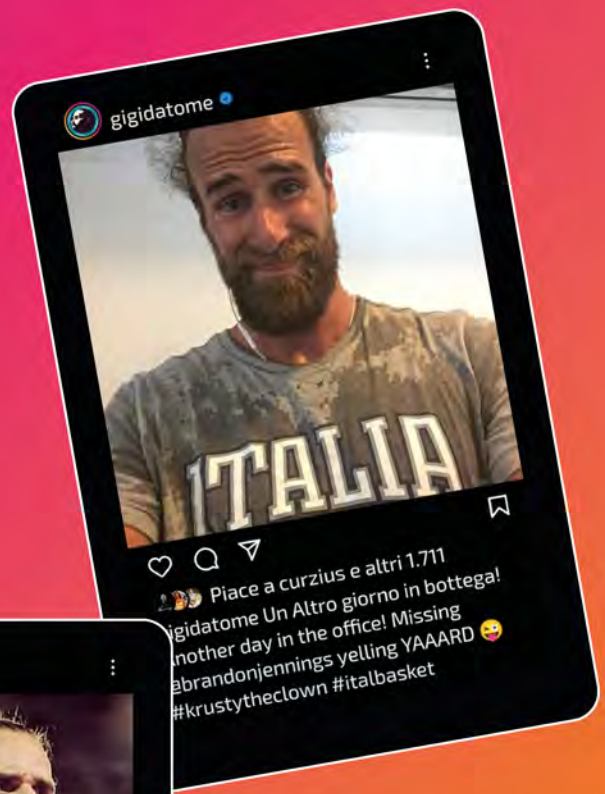 gigidatome
ITALIA
Piace a curzius e altri 1.711
gigidatome Un Altro giorno in bottega!
Another day in the office! Missing
@brandonjennings yelling YAAARD 😜
#krustytheclown #italbasket